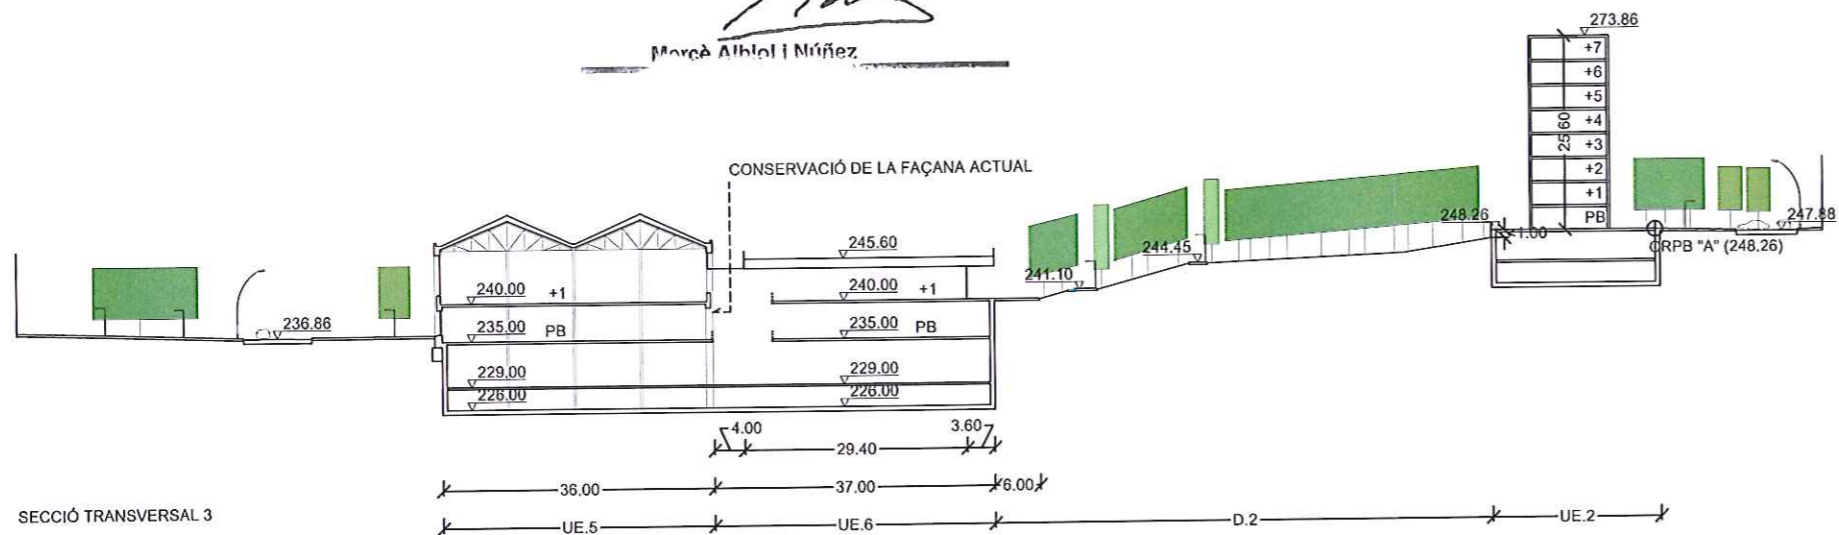 Mercè Albiol i Núñez
273.86
+7
+6
+5
+4
25.60
+3
+2
+1
PB
CONSERVACIÓ DE LA FAÇANA ACTUAL
248.26
1.00
247.88
CRPB "A" (248.26)
245.60
244.45
241.10
240.00 +1
240.00 +1
236.86
235.00 PB
235.00 PB
229.00
229.00
226.00
226.00
4.00
29.40
3.60
36.00
37.00
6.00
SECCIÓ TRANSVERSAL 3
UE.5
UE.6
D.2
UE.2